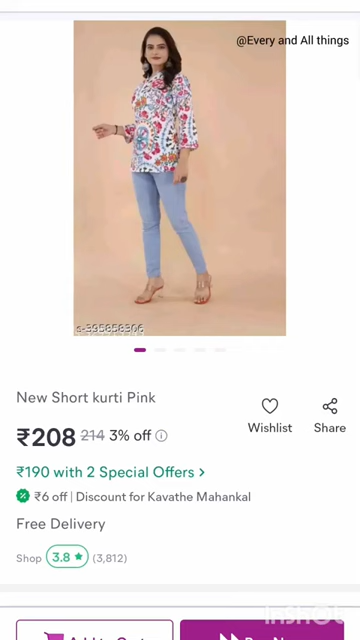 @Every and All things
s-395858306
New Short kurti Pink
₹208 214 3% off
Wishlist
Share
₹190 with 2 Special Offers >
₹6 off | Discount for Kavathe Mahankal
Free Delivery
Shop 3.8 ★ (3,812)
InShOt